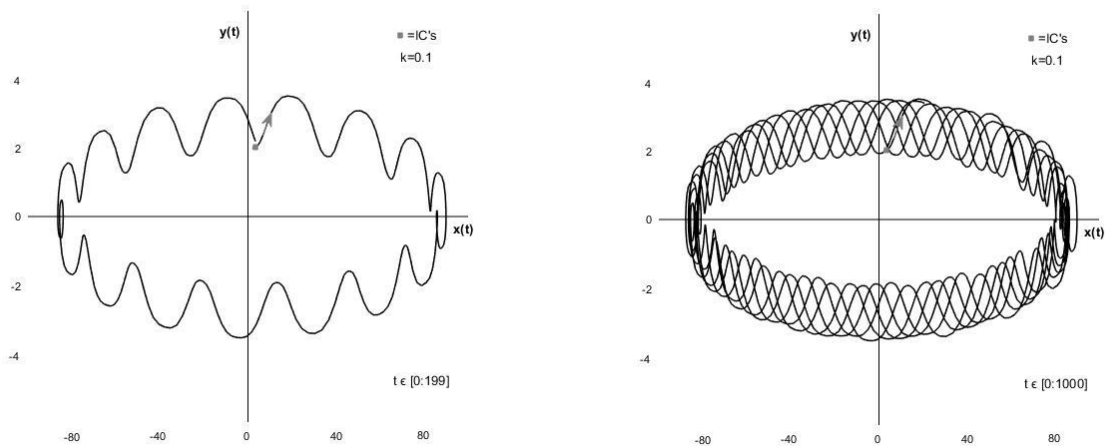 y(t)
=IC's
k=0.1
4
2
0
x(t)
-2
-4
t ϵ [0:199]
-80 -40 0 40 80
y(t)
=IC's
k=0.1
4
2
0
x(t)
-2
-4
t ϵ [0:1000]
-80 -40 0 40 80